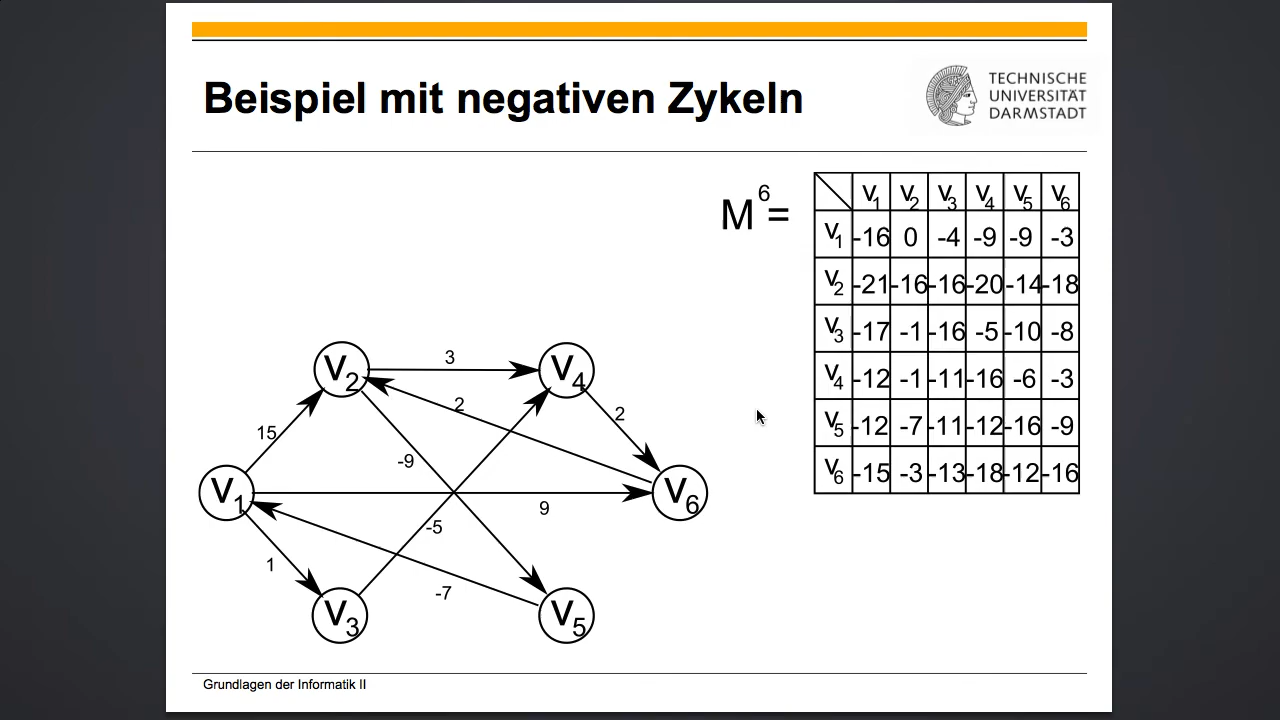 Beispiel mit negativen Zykeln
TECHNISCHE
UNIVERSITÄT
DARMSTADT
M⁶=
V₁ V₂ V₃ V₄ V₅ V₆
V₁ -16 0 -4 -9 -9 -3
V₂ -21 -16 -16 -20 -14 -18
V₃ -17 -1 -16 -5 -10 -8
V₄ -12 -1 -11 -16 -6 -3
V₅ -12 -7 -11 -12 -16 -9
V₆ -15 -3 -13 -18 -12 -16
V₂ 3 V₄
2 2
15 -9
V₁ V₆
9
-5
1
-7
V₃ V₅
Grundlagen der Informatik II